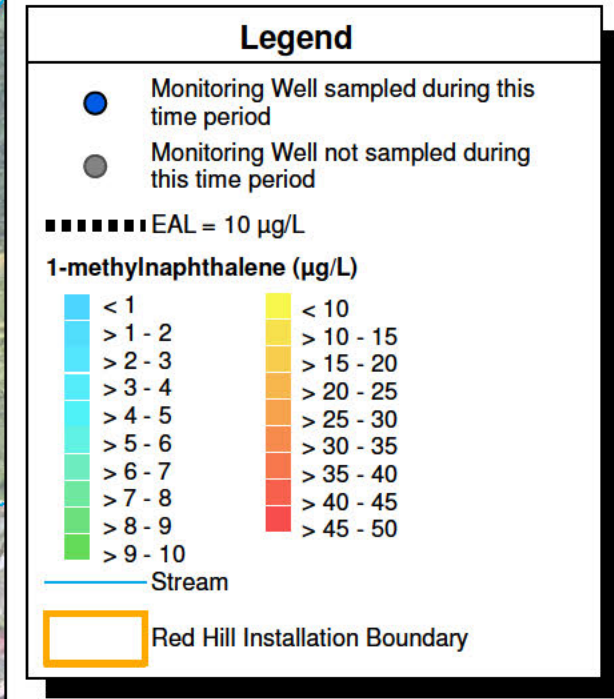 Legend
Monitoring Well sampled during this
time period
Monitoring Well not sampled during
this time period
EAL = 10 µg/L
1-methylnaphthalene (µg/L)
< 1
> 1 - 2
> 2 - 3
> 3 - 4
> 4 - 5
> 5 - 6
> 6 - 7
> 7 - 8
> 8 - 9
> 9 - 10
< 10
> 10 - 15
> 15 - 20
> 20 - 25
> 25 - 30
> 30 - 35
> 35 - 40
> 40 - 45
> 45 - 50
Stream
Red Hill Installation Boundary